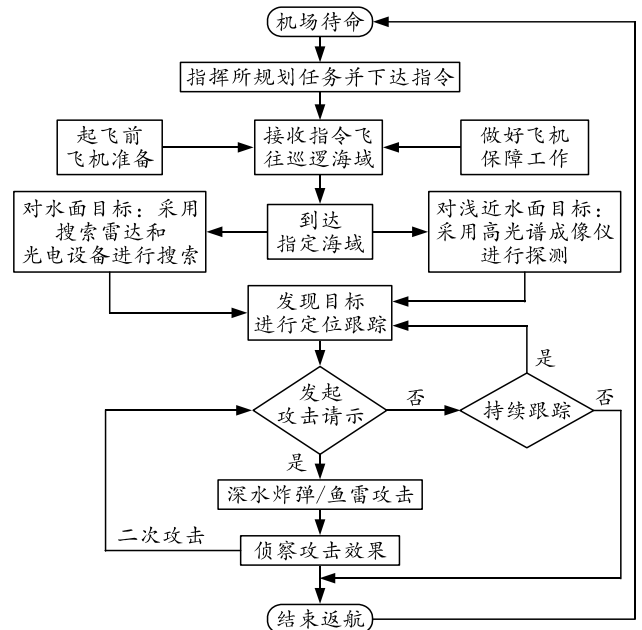 机场待命
指挥所规划任务并下达指令
起飞前
飞机准备
接收指令飞
往巡逻海域
做好飞机
保障工作
对水面目标：采用
搜索雷达和
光电设备进行搜索
到达
指定海域
对浅近水面目标：
采用高光谱成像仪
进行探测
发现目标
进行定位跟踪
是
发起
攻击请示
否
持续跟踪
否
是
深水炸弹/鱼雷攻击
二次攻击
侦察攻击效果
结束返航